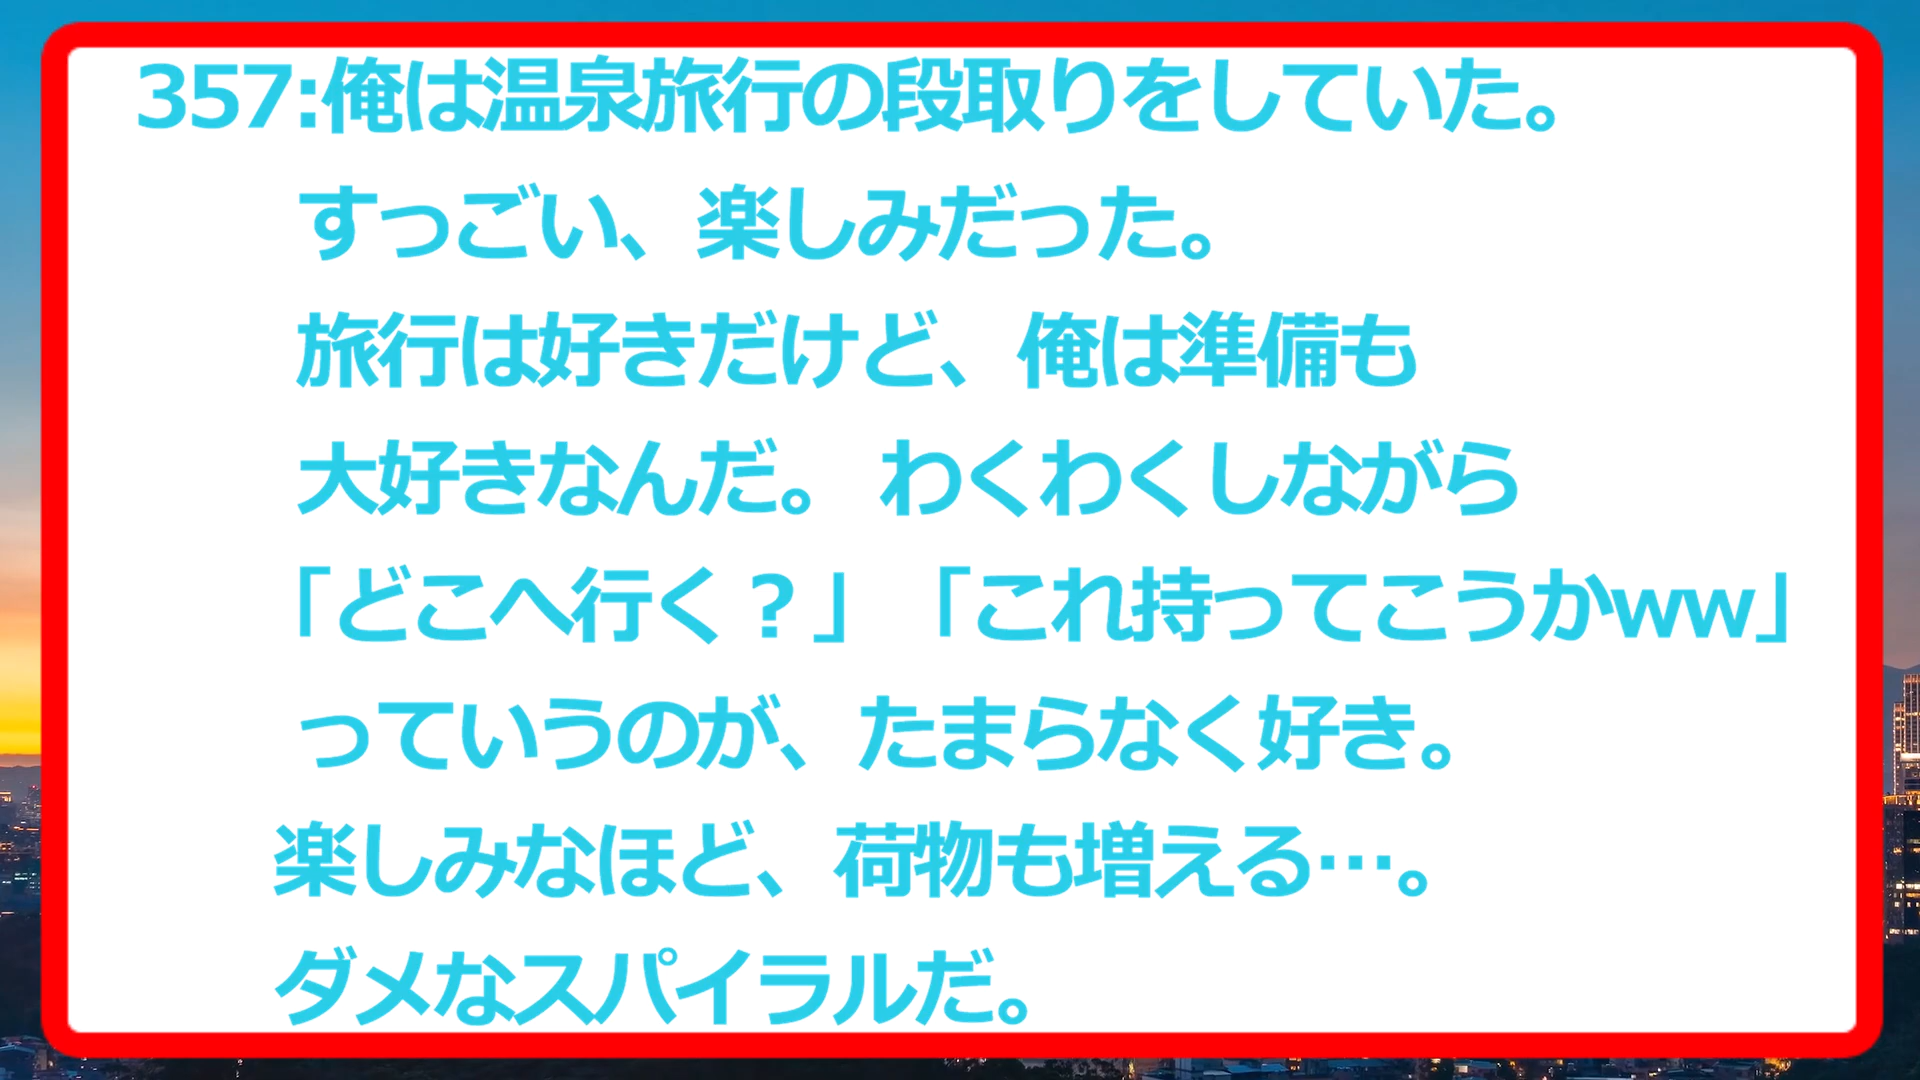 357:俺は温泉旅行の段取りをしていた。
すっごい、楽しみだった。
旅行は好きだけど、俺は準備も
大好きなんだ。 わくわくしながら
「どこへ行く？」「これ持ってこうかww」
っていうのが、たまらなく好き。
楽しみなほど、荷物も増える…。
ダメなスパイラルだ。